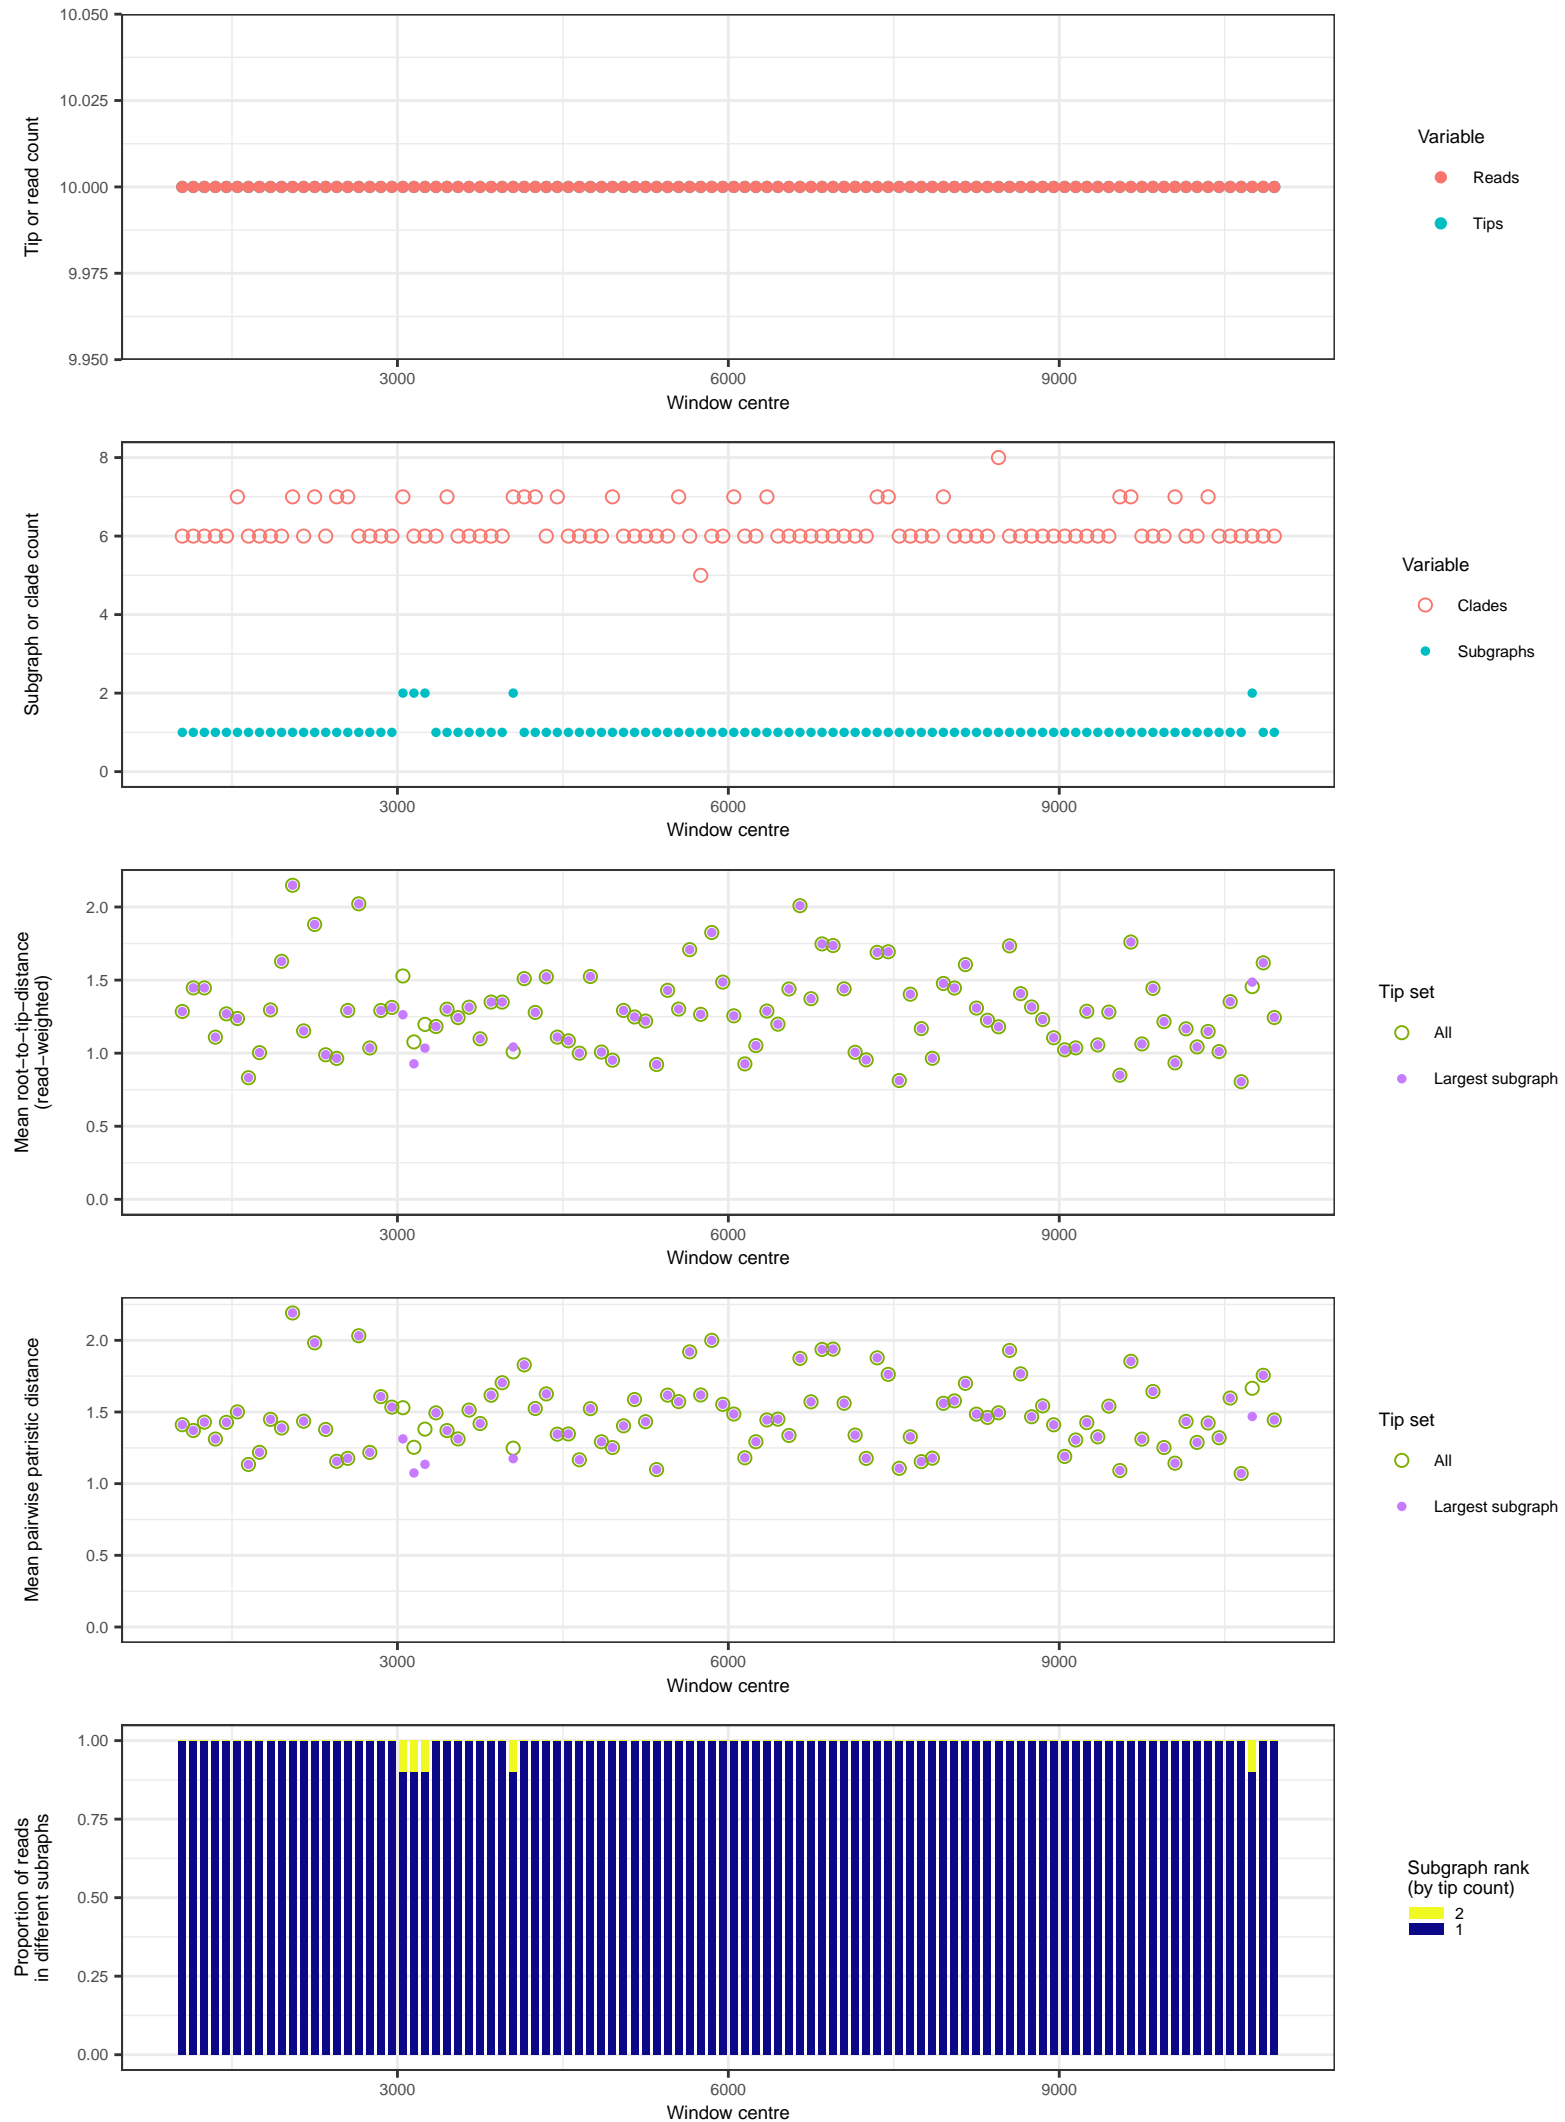 10.050
10.025
10.000
9.975
9.950
Tip or read count
3000
6000
9000
Window centre
Variable
Reads
Tips
8
6
4
2
0
Subgraph or clade count
3000
6000
9000
Window centre
Variable
Clades
Subgraphs
2.0
1.5
1.0
0.5
0.0
Mean root−to−tip−distance
(read−weighted)
3000
6000
9000
Window centre
Tip set
All
Largest subgraph
2.0
1.5
1.0
0.5
0.0
Mean pairwise patristic distance
3000
6000
9000
Window centre
Tip set
All
Largest subgraph
1.00
0.75
0.50
0.25
0.00
Proportion of reads
in different subraphs
3000
6000
9000
Window centre
Subgraph rank
(by tip count)
2
1